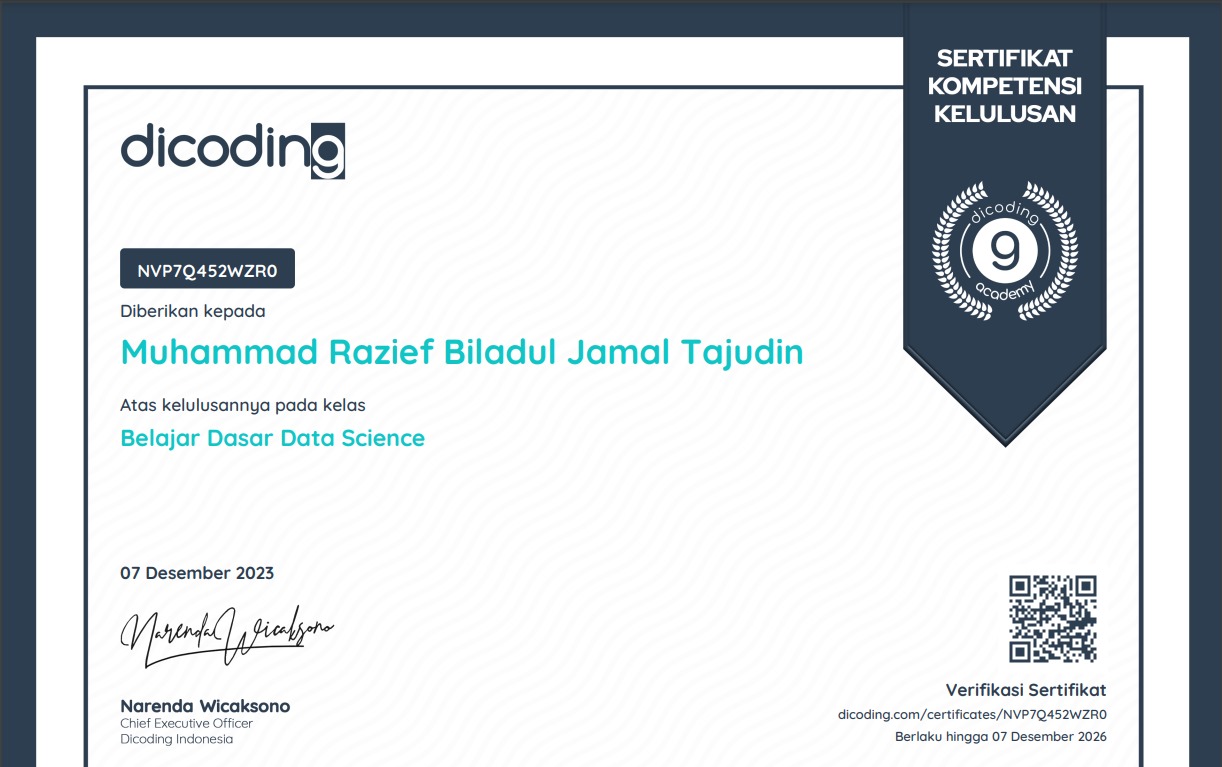 SERTIFIKAT
KOMPETENSI
KELULUSAN
dicoding
dicoding
g
academy
NVP7Q452WZR0
Diberikan kepada
Muhammad Razief Biladul Jamal Tajudin
Atas kelulusannya pada kelas
Belajar Dasar Data Science
07 Desember 2023
Narenda Wicaksono
Narenda Wicaksono
Chief Executive Officer
Dicoding Indonesia
Verifikasi Sertifikat
dicoding.com/certificates/NVP7Q452WZR0
Berlaku hingga 07 Desember 2026